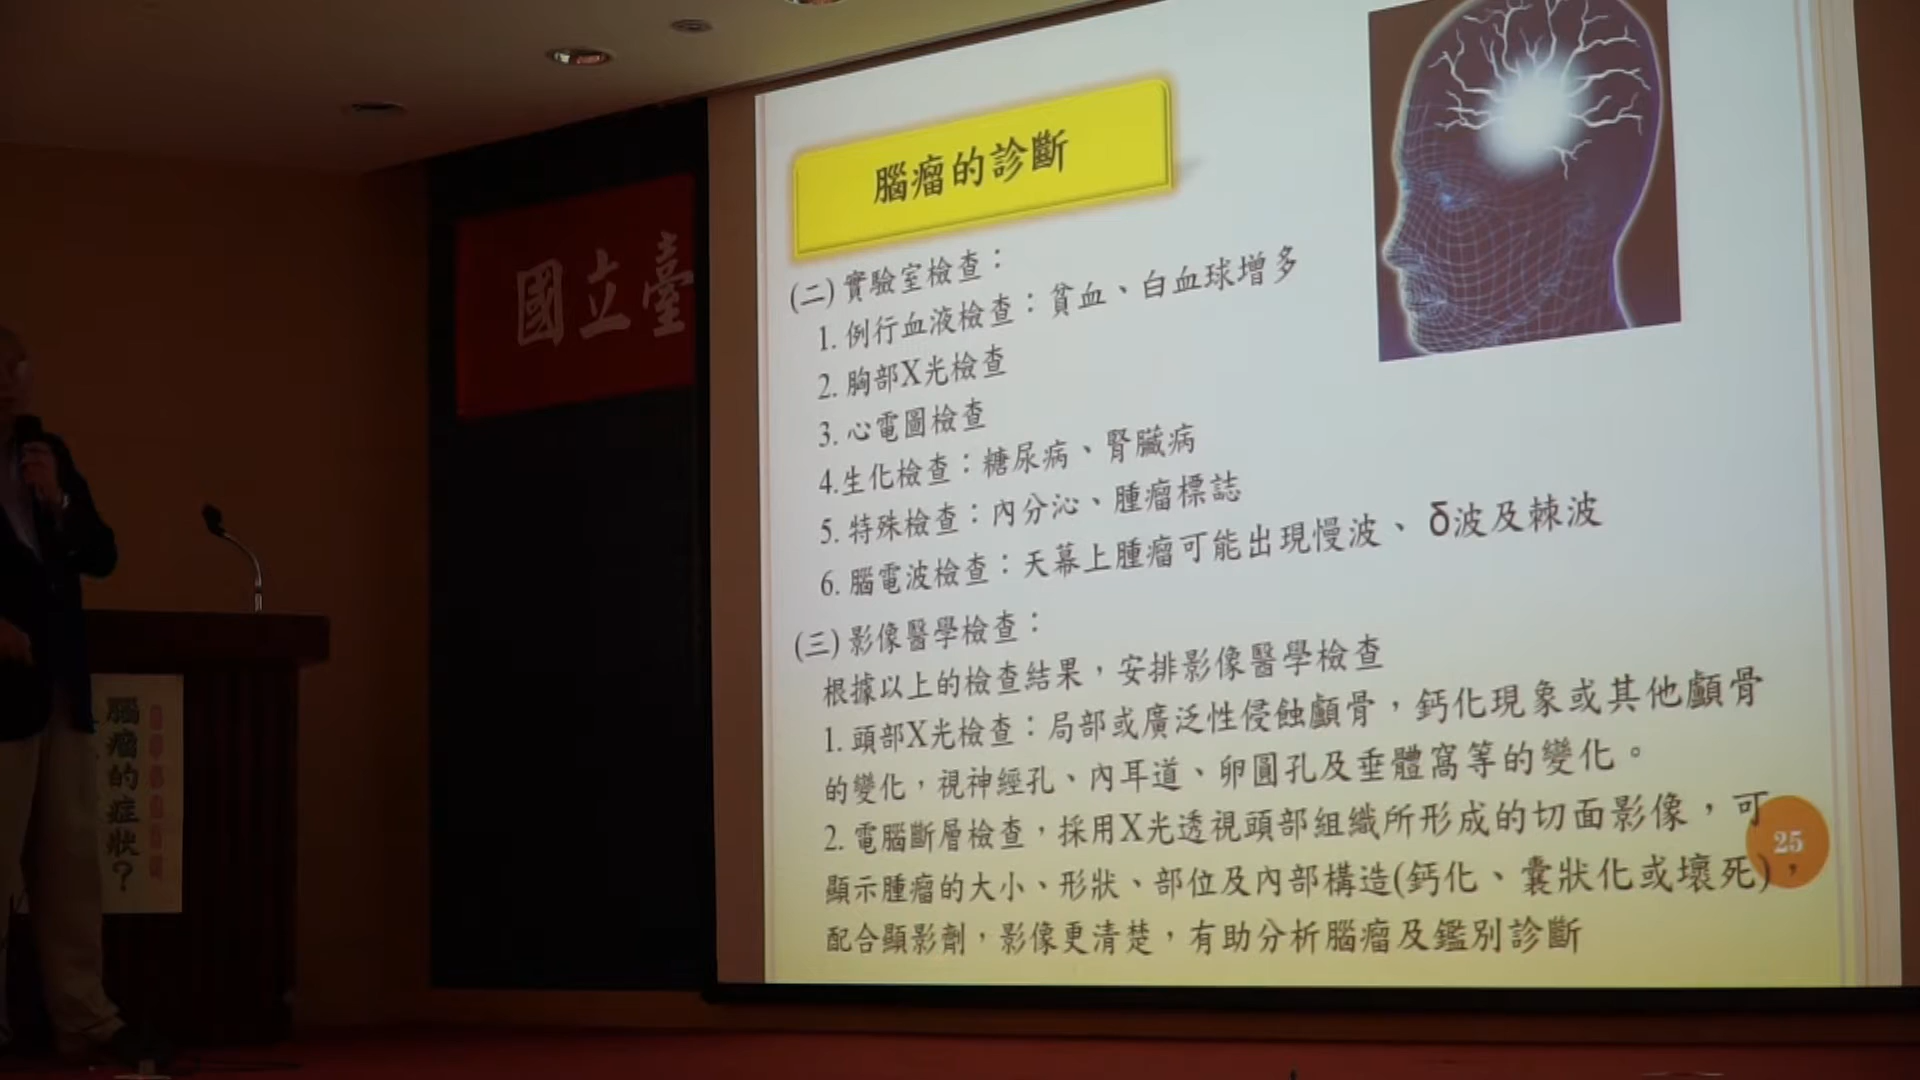 國立臺
腦瘤的診斷
(二) 實驗室檢查：
1. 例行血液檢查：貧血、白血球增多
2. 胸部X光檢查
3. 心電圖檢查
4.生化檢查：糖尿病、腎臟病
5. 特殊檢查：內分沁、腫瘤標誌
6. 腦電波檢查：天幕上腫瘤可能出現慢波、 δ波及棘波
(三) 影像醫學檢查：
根據以上的檢查結果，安排影像醫學檢查
1. 頭部X光檢查：局部或廣泛性侵蝕顱骨，鈣化現象或其他顱骨
的變化，視神經孔、內耳道、卵圓孔及垂體窩等的變化。
2. 電腦斷層檢查，採用X光透視頭部組織所形成的切面影像，可
顯示腫瘤的大小、形狀、部位及內部構造(鈣化、囊狀化或壞死)，
配合顯影劑，影像更清楚，有助分析腦瘤及鑑別診斷
25
腦瘤的症狀？